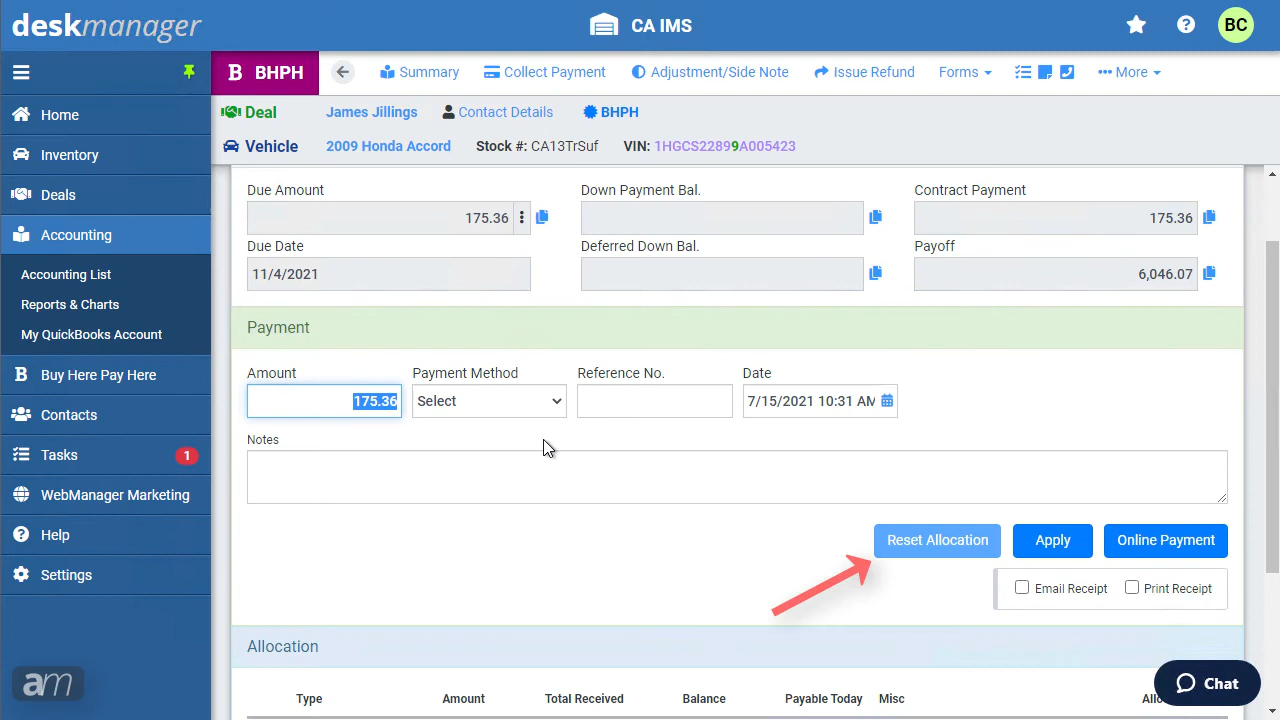 deskmanager
CA IMS
BC
BHPH
Summary
Collect Payment
Adjustment/Side Note
Issue Refund
Forms
More
Deal
James Jillings
Contact Details
BHPH
Vehicle
2009 Honda Accord
Stock #: CA13TrSuf
VIN: 1HGCS22899A005423
Home
Inventory
Deals
Accounting
Accounting List
Reports & Charts
My QuickBooks Account
Buy Here Pay Here
Contacts
Tasks
1
WebManager Marketing
Help
Settings
am
Due Amount
Down Payment Bal.
Contract Payment
175.36
175.36
Due Date
Deferred Down Bal.
Payoff
11/4/2021
6,046.07
Payment
Amount
Payment Method
Reference No.
Date
175.36
Select
7/15/2021 10:31 AM
Notes
Reset Allocation
Apply
Online Payment
Email Receipt
Print Receipt
Allocation
Type
Amount
Total Received
Balance
Payable Today
Misc
Chat